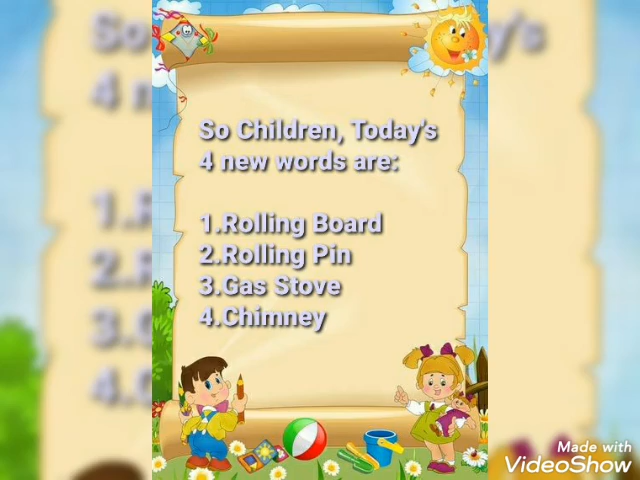 So Children, Today's
4 new words are:
1.Rolling Board
2.Rolling Pin
3.Gas Stove
4.Chimney
Made with
VideoShow